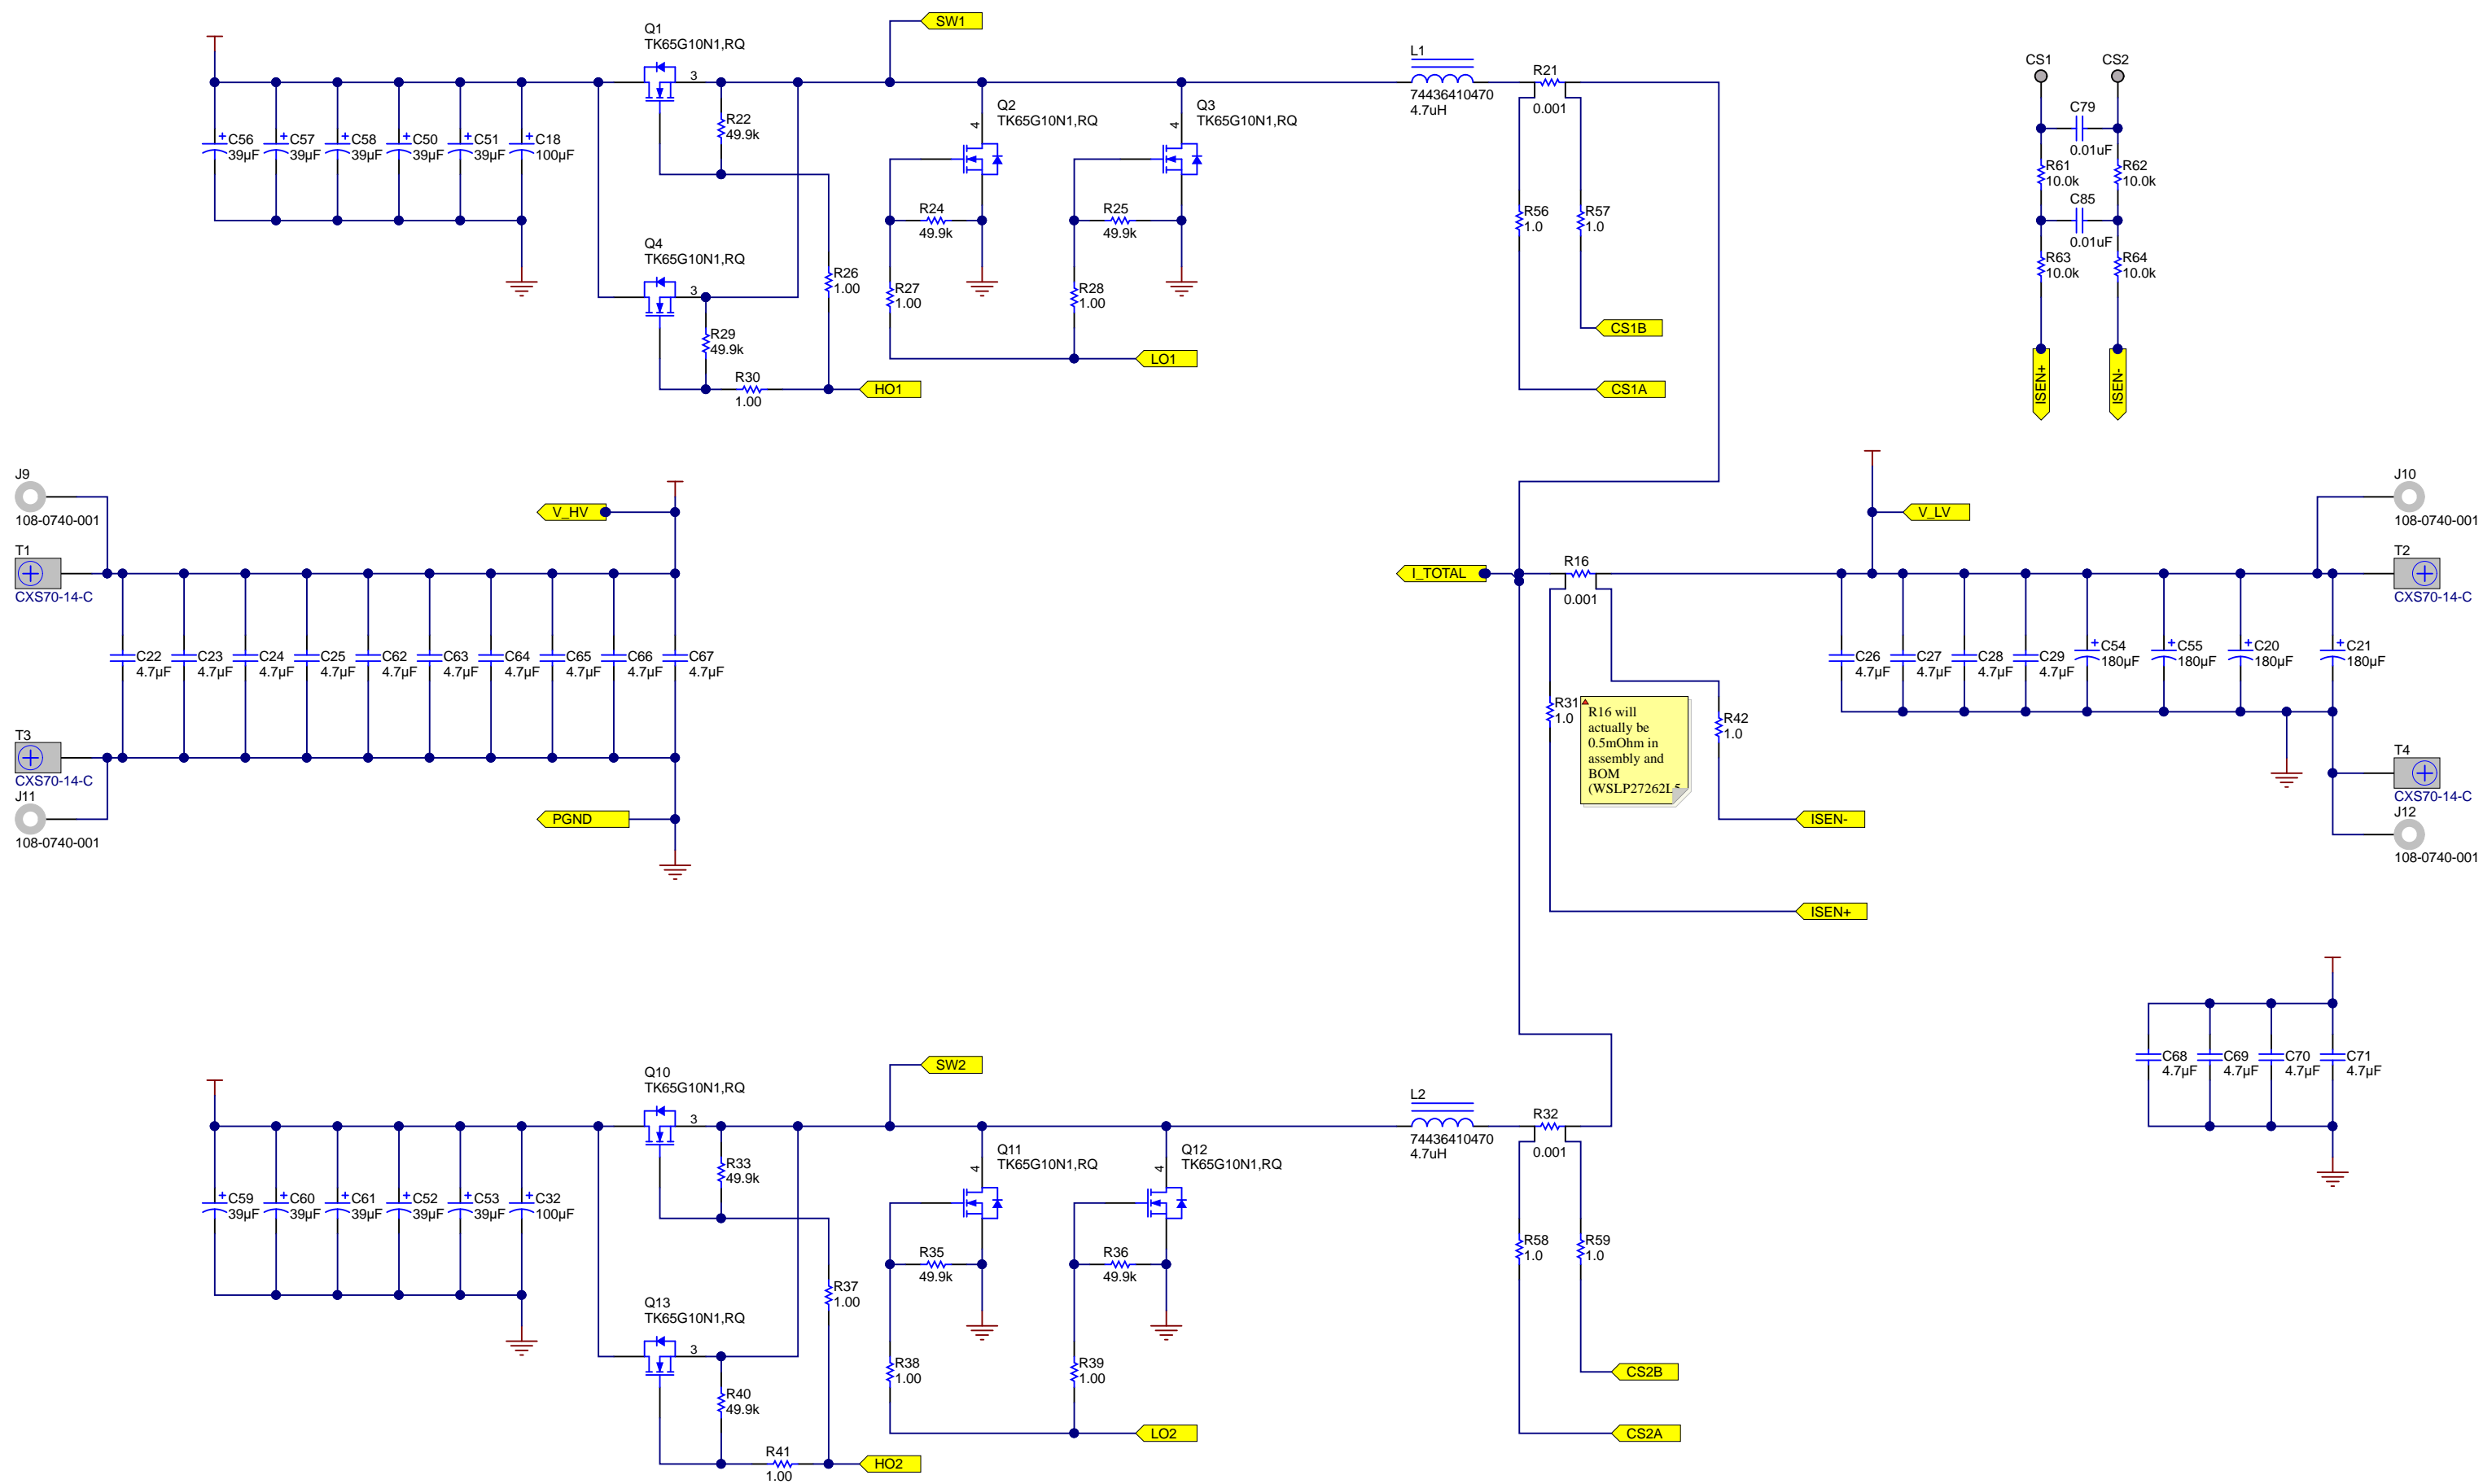 Q1
TK65G10N1,RQ
3
SW1
C56
39µF
C57
39µF
C58
39µF
C50
39µF
C51
39µF
C18
100µF
R22
49.9k
Q2
TK65G10N1,RQ
4
Q3
TK65G10N1,RQ
4
L1
74436410470
4.7uH
R21
0.001
CS1
CS2
C79
0.01uF
R61
10.0k
R62
10.0k
C85
0.01uF
R63
10.0k
R64
10.0k
ISEN+
ISEN-
R24
49.9k
R25
49.9k
R56
1.0
R57
1.0
Q4
TK65G10N1,RQ
3
R26
1.00
R27
1.00
R28
1.00
R29
49.9k
R30
1.00
HO1
LO1
CS1B
CS1A
J9
108-0740-001
T1
CXS70-14-C
V_HV
C22
4.7µF
C23
4.7µF
C24
4.7µF
C25
4.7µF
C62
4.7µF
C63
4.7µF
C64
4.7µF
C65
4.7µF
C66
4.7µF
C67
4.7µF
T3
CXS70-14-C
J11
108-0740-001
PGND
I_TOTAL
R16
0.001
V_LV
J10
108-0740-001
T2
CXS70-14-C
C26
4.7µF
C27
4.7µF
C28
4.7µF
C29
4.7µF
C54
180µF
C55
180µF
C20
180µF
C21
180µF
R31
1.0
R16 will
actually be
0.5mOhm in
assembly and
BOM
(WSLP27262L5
R42
1.0
ISEN-
ISEN+
T4
CXS70-14-C
J12
108-0740-001
C68
4.7µF
C69
4.7µF
C70
4.7µF
C71
4.7µF
Q10
TK65G10N1,RQ
3
SW2
C59
39µF
C60
39µF
C61
39µF
C52
39µF
C53
39µF
C32
100µF
R33
49.9k
Q11
TK65G10N1,RQ
4
Q12
TK65G10N1,RQ
4
L2
74436410470
4.7uH
R32
0.001
R35
49.9k
R36
49.9k
R58
1.0
R59
1.0
Q13
TK65G10N1,RQ
3
R37
1.00
R38
1.00
R39
1.00
R40
49.9k
R41
1.00
HO2
LO2
CS2B
CS2A